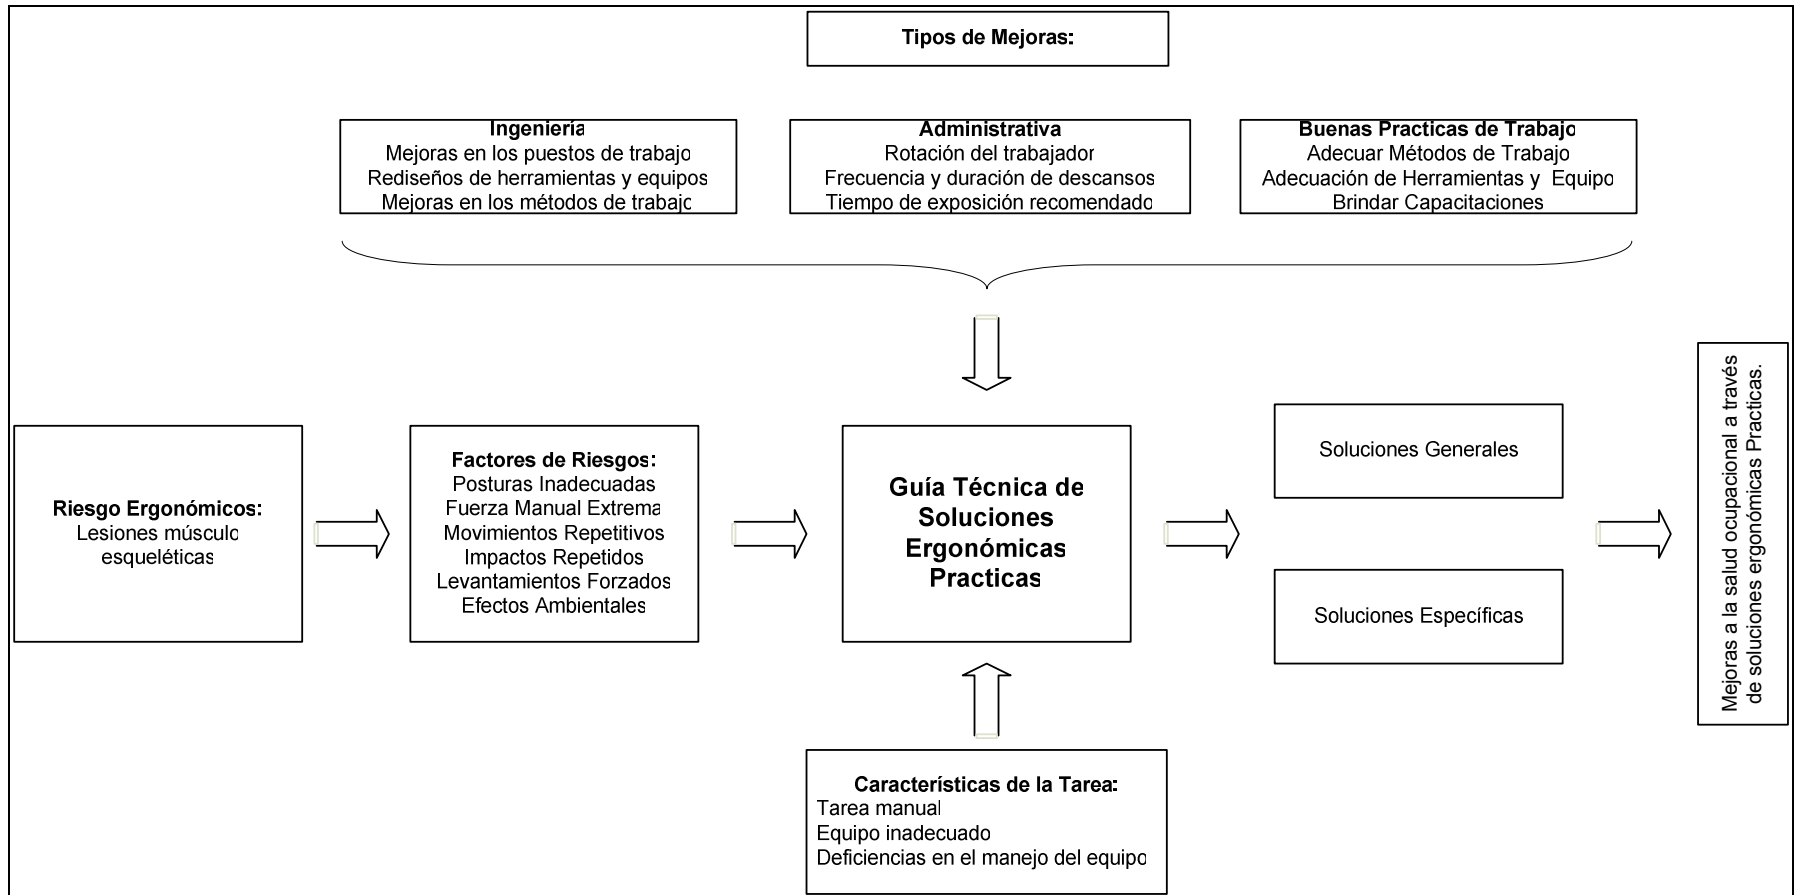 Tipos de Mejoras:
Ingeniería
Mejoras en los puestos de trabajo
Rediseños de herramientas y equipos
Mejoras en los métodos de trabajo
Administrativa
Rotación del trabajador
Frecuencia y duración de descansos
Tiempo de exposición recomendado
Buenas Practicas de Trabajo
Adecuar Métodos de Trabajo
Adecuación de Herramientas y Equipo
Brindar Capacitaciones
Riesgo Ergonómicos:
Lesiones músculo
esqueléticas
Factores de Riesgos:
Posturas Inadecuadas
Fuerza Manual Extrema
Movimientos Repetitivos
Impactos Repetidos
Levantamientos Forzados
Efectos Ambientales
Guía Técnica de
Soluciones
Ergonómicas
Practicas
Soluciones Generales
Soluciones Específicas
Mejoras a la salud ocupacional a través
de soluciones ergonómicas Practicas.
Características de la Tarea:
Tarea manual
Equipo inadecuado
Deficiencias en el manejo del equipo